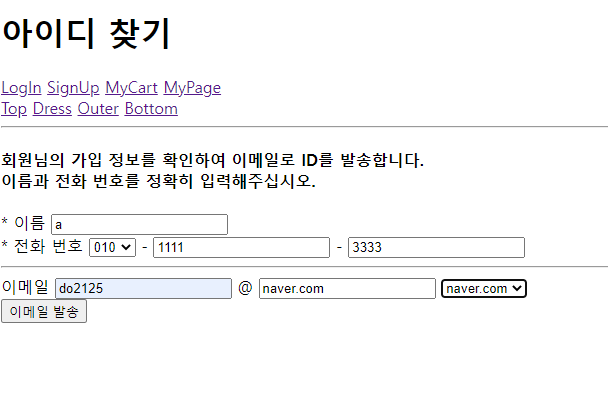 아이디 찾기
LogIn SignUp MyCart MyPage
Top Dress Outer Bottom
회원님의 가입 정보를 확인하여 이메일로 ID를 발송합니다.
이름과 전화 번호를 정확히 입력해주십시오.
* 이름 a
* 전화 번호 010 - 1111 - 3333
이메일 do2125 @ naver.com naver.com
이메일 발송